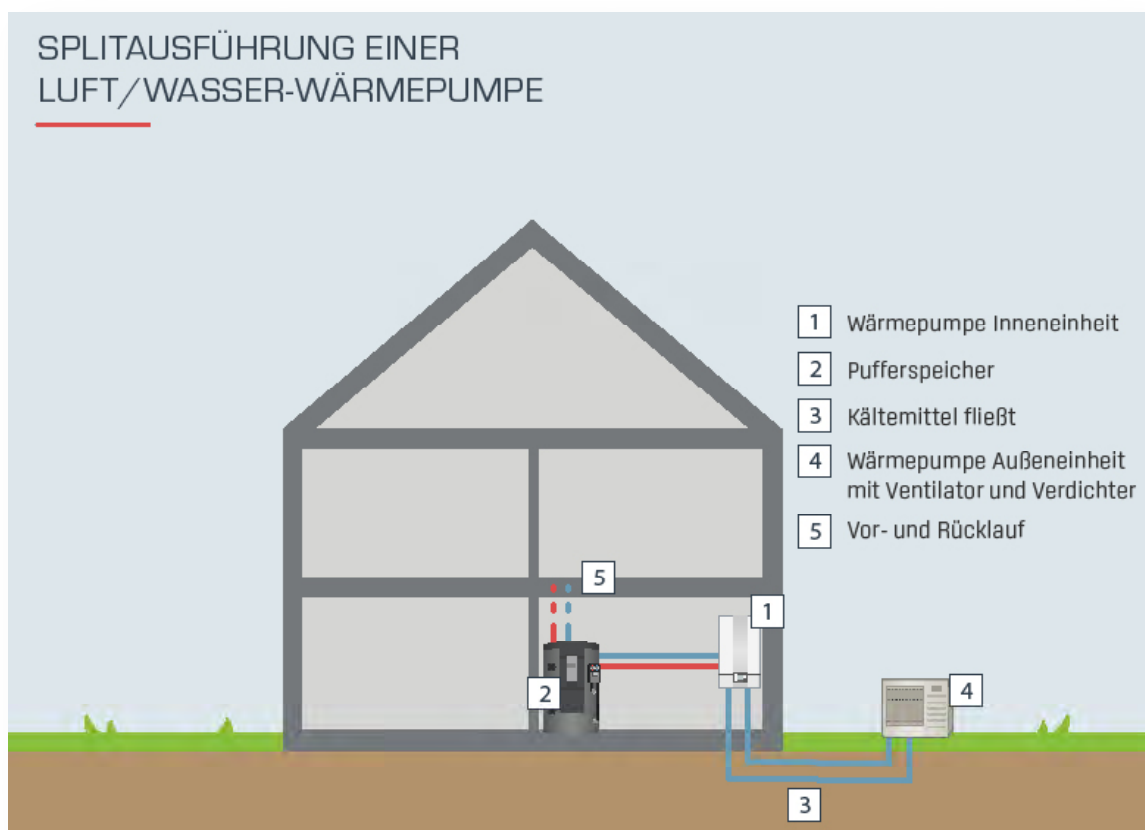 SPLITAUSFÜHRUNG EINER
LUFT/WASSER-WÄRMEPUMPE
1 Wärmepumpe Inneneinheit
2 Pufferspeicher
3 Kältemittel fließt
4 Wärmepumpe Außeneinheit
mit Ventilator und Verdichter
5 Vor- und Rücklauf
5
1
2
4
3